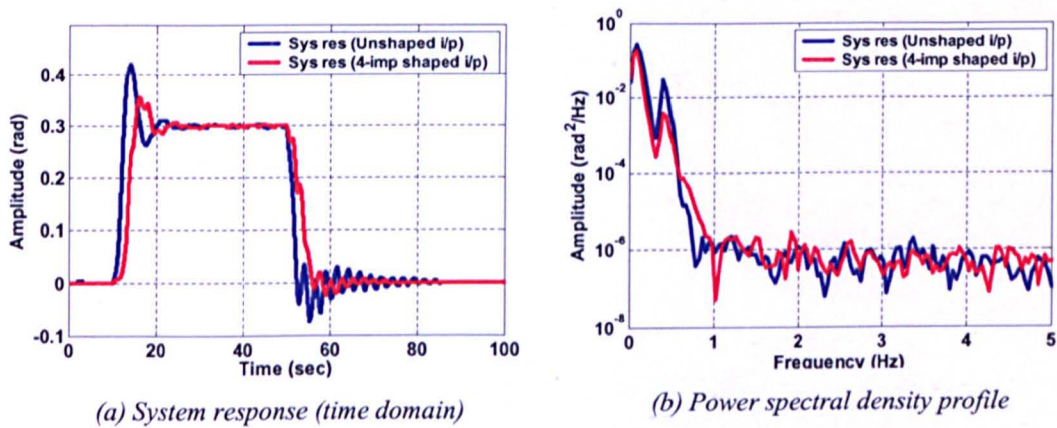 Sys res (Unshaped i/p)
Sys res (4-imp shaped i/p)
Amplitude (rad)
0.4
0.3
0.2
0.1
0
-0.1
0
20
40
60
80
100
Time (sec)
(a) System response (time domain)
Sys res (Unshaped i/p)
Sys res (4-imp shaped i/p)
Amplitude (rad²/Hz)
10⁰
10⁻²
10⁻⁴
10⁻⁶
10⁻⁸
0
1
2
3
4
5
Frequency (Hz)
(b) Power spectral density profile